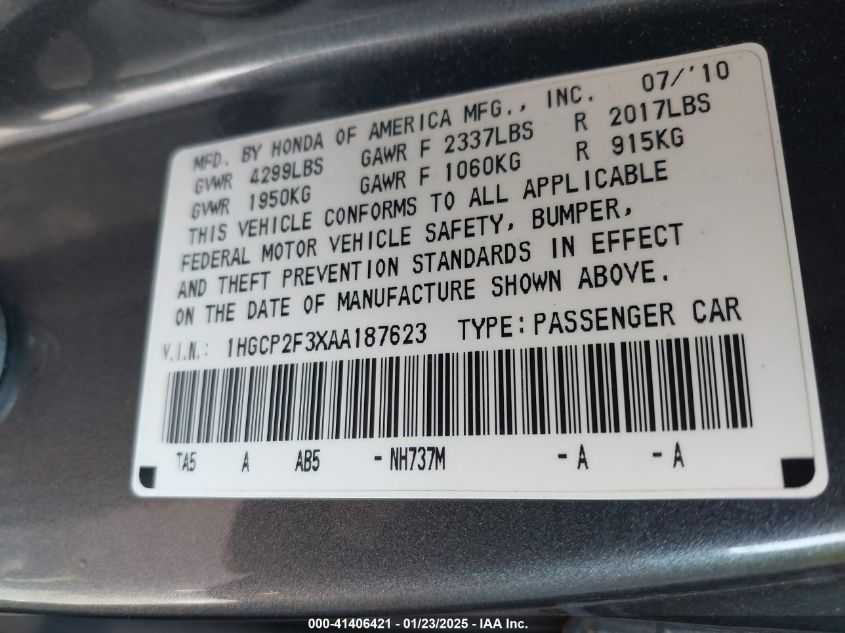 MFD. BY HONDA OF AMERICA MFG., INC. 07/'10
GVWR 4299LBS GAWR F 2337LBS R 2017LBS
GVWR 1950KG GAWR F 1060KG R 915KG
THIS VEHICLE CONFORMS TO ALL APPLICABLE
FEDERAL MOTOR VEHICLE SAFETY, BUMPER,
AND THEFT PREVENTION STANDARDS IN EFFECT
ON THE DATE OF MANUFACTURE SHOWN ABOVE.
V.I.N.: 1HGCP2F3XAA187623 TYPE:PASSENGER CAR
TA5 A AB5 -NH737M -A -A
000-41406421 - 01/23/2025 - IAA Inc.